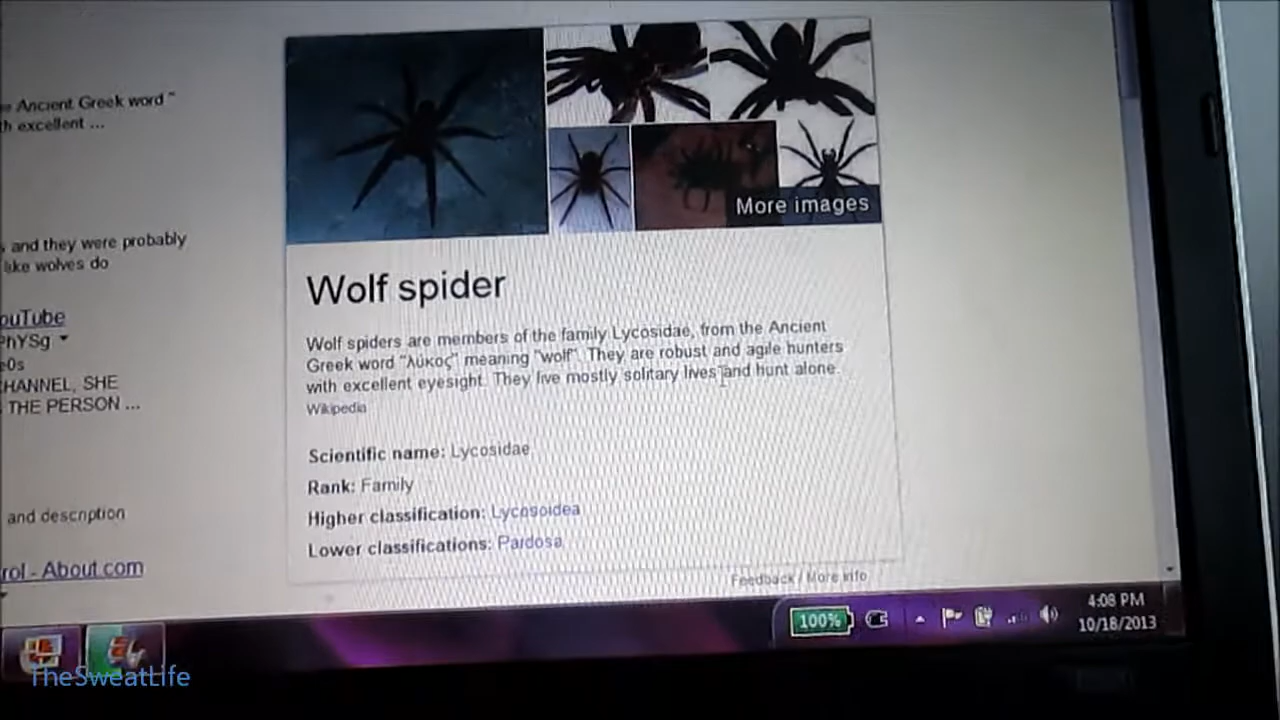 Ancient Greek word "
th excellent ...
and they were probably
like wolves do
ouTube
PhYSg
e0s
HANNEL, SHE
THE PERSON ...
and description
rol - About.com
More images
Wolf spider
Wolf spiders are members of the family Lycosidae, from the Ancient
Greek word "λύκος" meaning "wolf". They are robust and agile hunters
with excellent eyesight. They live mostly solitary lives and hunt alone.
Wikipedia
Scientific name: Lycosidae
Rank: Family
Higher classification: Lycosoidea
Lower classifications: Pardosa
Feedback / More info
100%
4:08 PM
10/18/2013
TheSweatLife